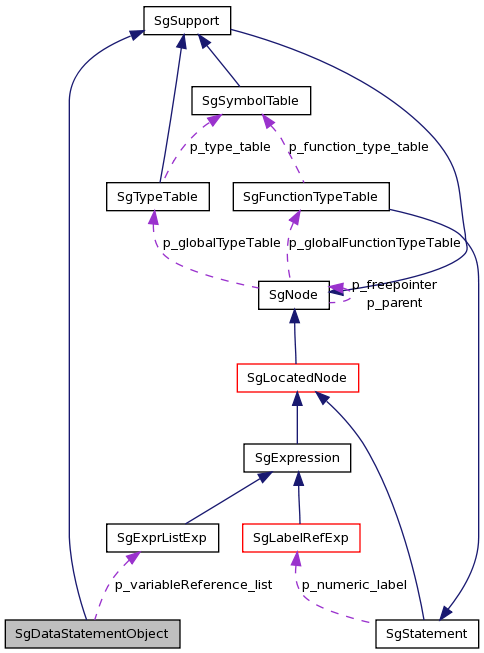 SgSupport
SgSymbolTable
p_type_table
p_function_type_table
SgTypeTable
SgFunctionTypeTable
p_globalTypeTable
p_globalFunctionTypeTable
SgNode
p_freepointer
p_parent
SgLocatedNode
SgExpression
SgExprListExp
SgLabelRefExp
p_variableReference_list
p_numeric_label
SgDataStatementObject
SgStatement